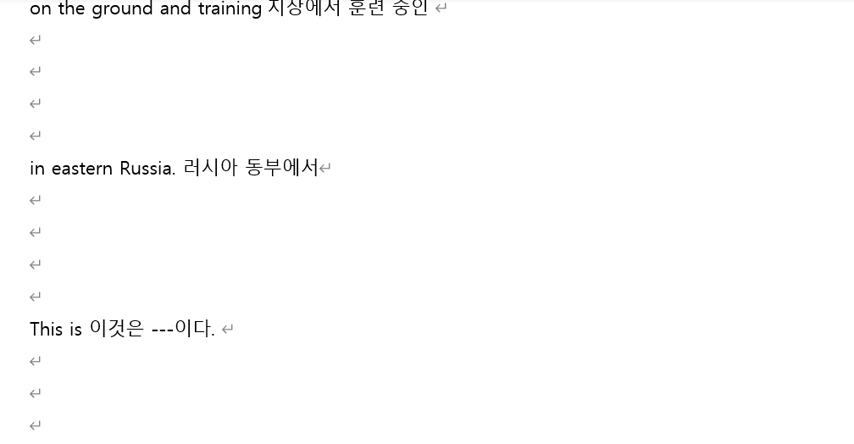 on the ground and training 지상에서 훈련 중인
in eastern Russia. 러시아 동부에서
This is 이것은 ---이다.